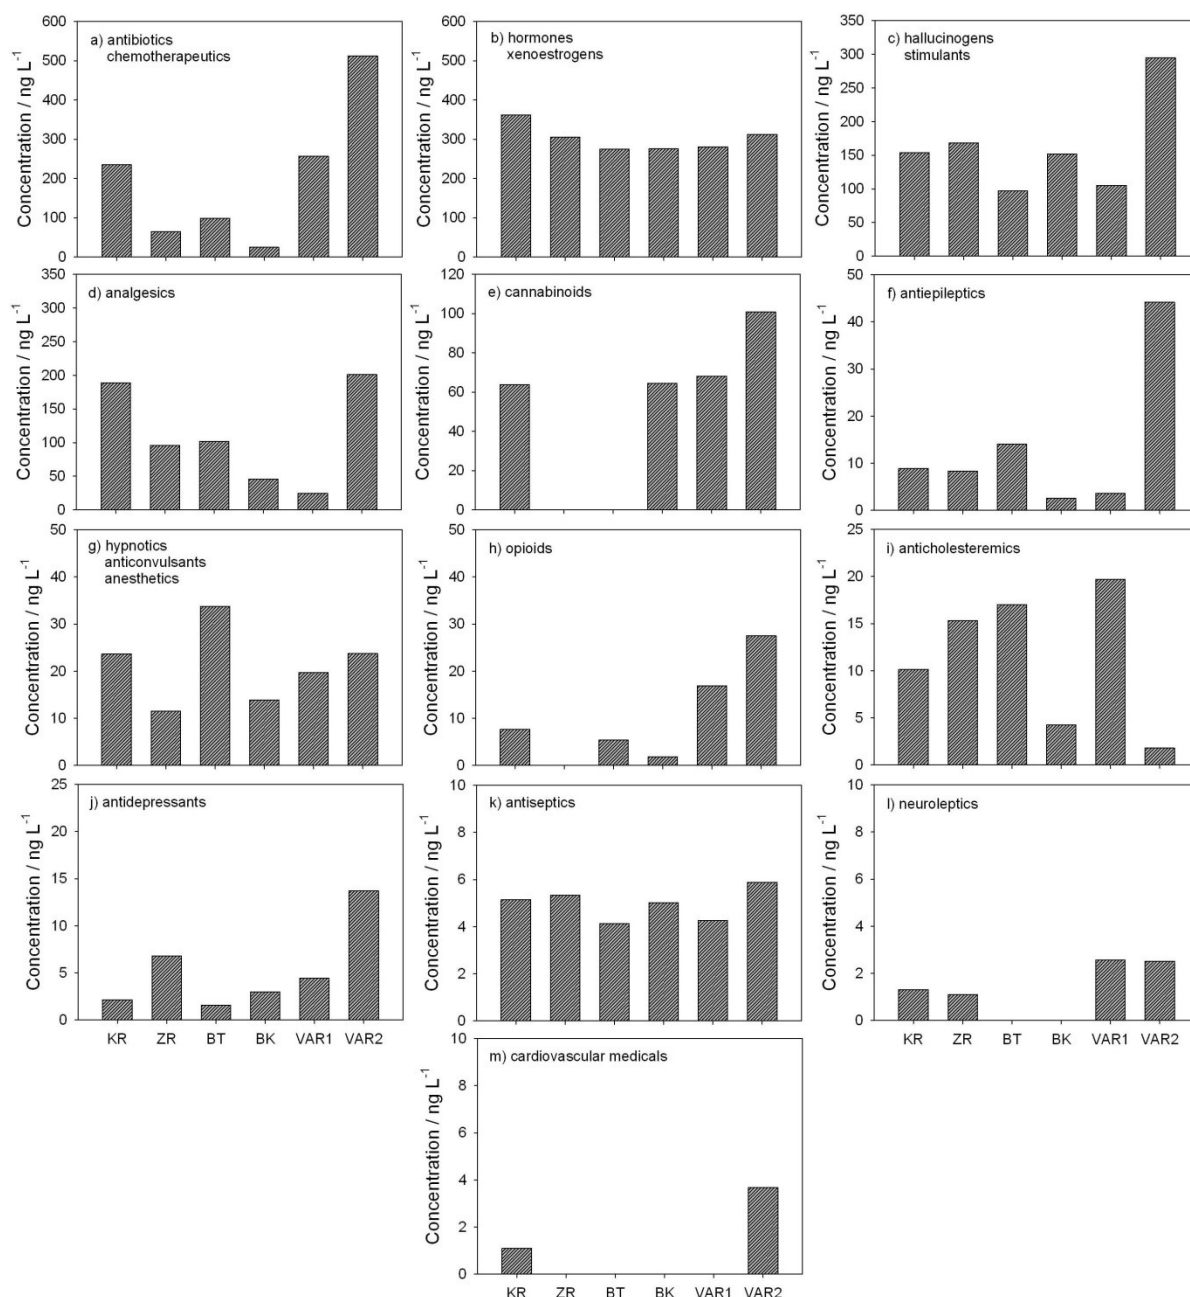 a) antibiotics
chemotherapeutics
Concentration / ng L⁻¹
600
500
400
300
200
100
0
b) hormones
xenoestrogens
Concentration / ng L⁻¹
600
500
400
300
200
100
0
c) hallucinogens
stimulants
Concentration / ng L⁻¹
350
300
250
200
150
100
50
0
d) analgesics
Concentration / ng L⁻¹
350
300
250
200
150
100
50
0
e) cannabinoids
Concentration / ng L⁻¹
120
100
80
60
40
20
0
f) antiepileptics
Concentration / ng L⁻¹
50
40
30
20
10
0
g) hypnotics
anticonvulsants
anesthetics
Concentration / ng L⁻¹
50
40
30
20
10
0
h) opioids
Concentration / ng L⁻¹
50
40
30
20
10
0
i) anticholesteremics
Concentration / ng L⁻¹
25
20
15
10
5
0
j) antidepressants
Concentration / ng L⁻¹
25
20
15
10
5
0
KR ZR BT BK VAR1 VAR2
k) antiseptics
Concentration / ng L⁻¹
10
8
6
4
2
0
l) neuroleptics
Concentration / ng L⁻¹
10
8
6
4
2
0
KR ZR BT BK VAR1 VAR2
m) cardiovascular medicals
Concentration / ng L⁻¹
10
8
6
4
2
0
KR ZR BT BK VAR1 VAR2